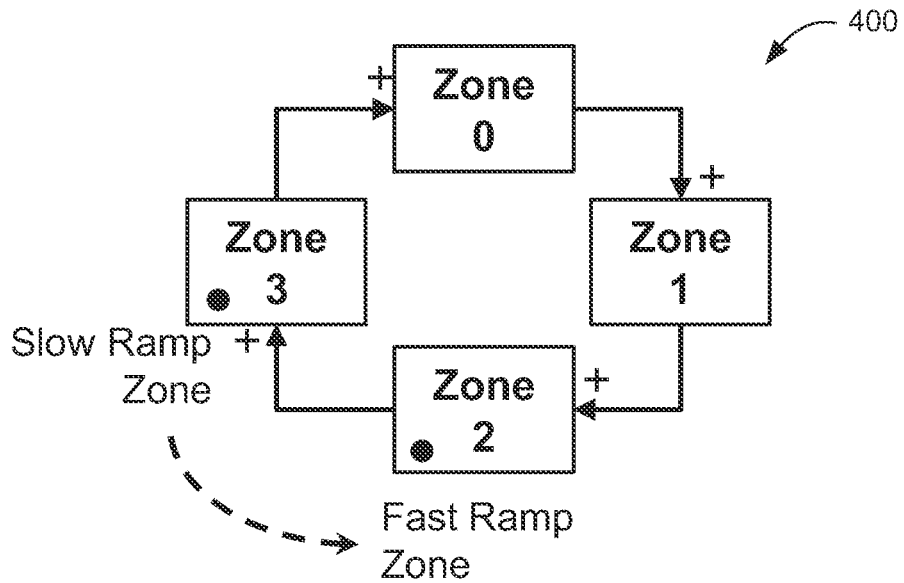 400
+
Zone
0
+
Zone
3
Zone
1
Slow Ramp
Zone
+
+
Zone
2
Fast Ramp
Zone